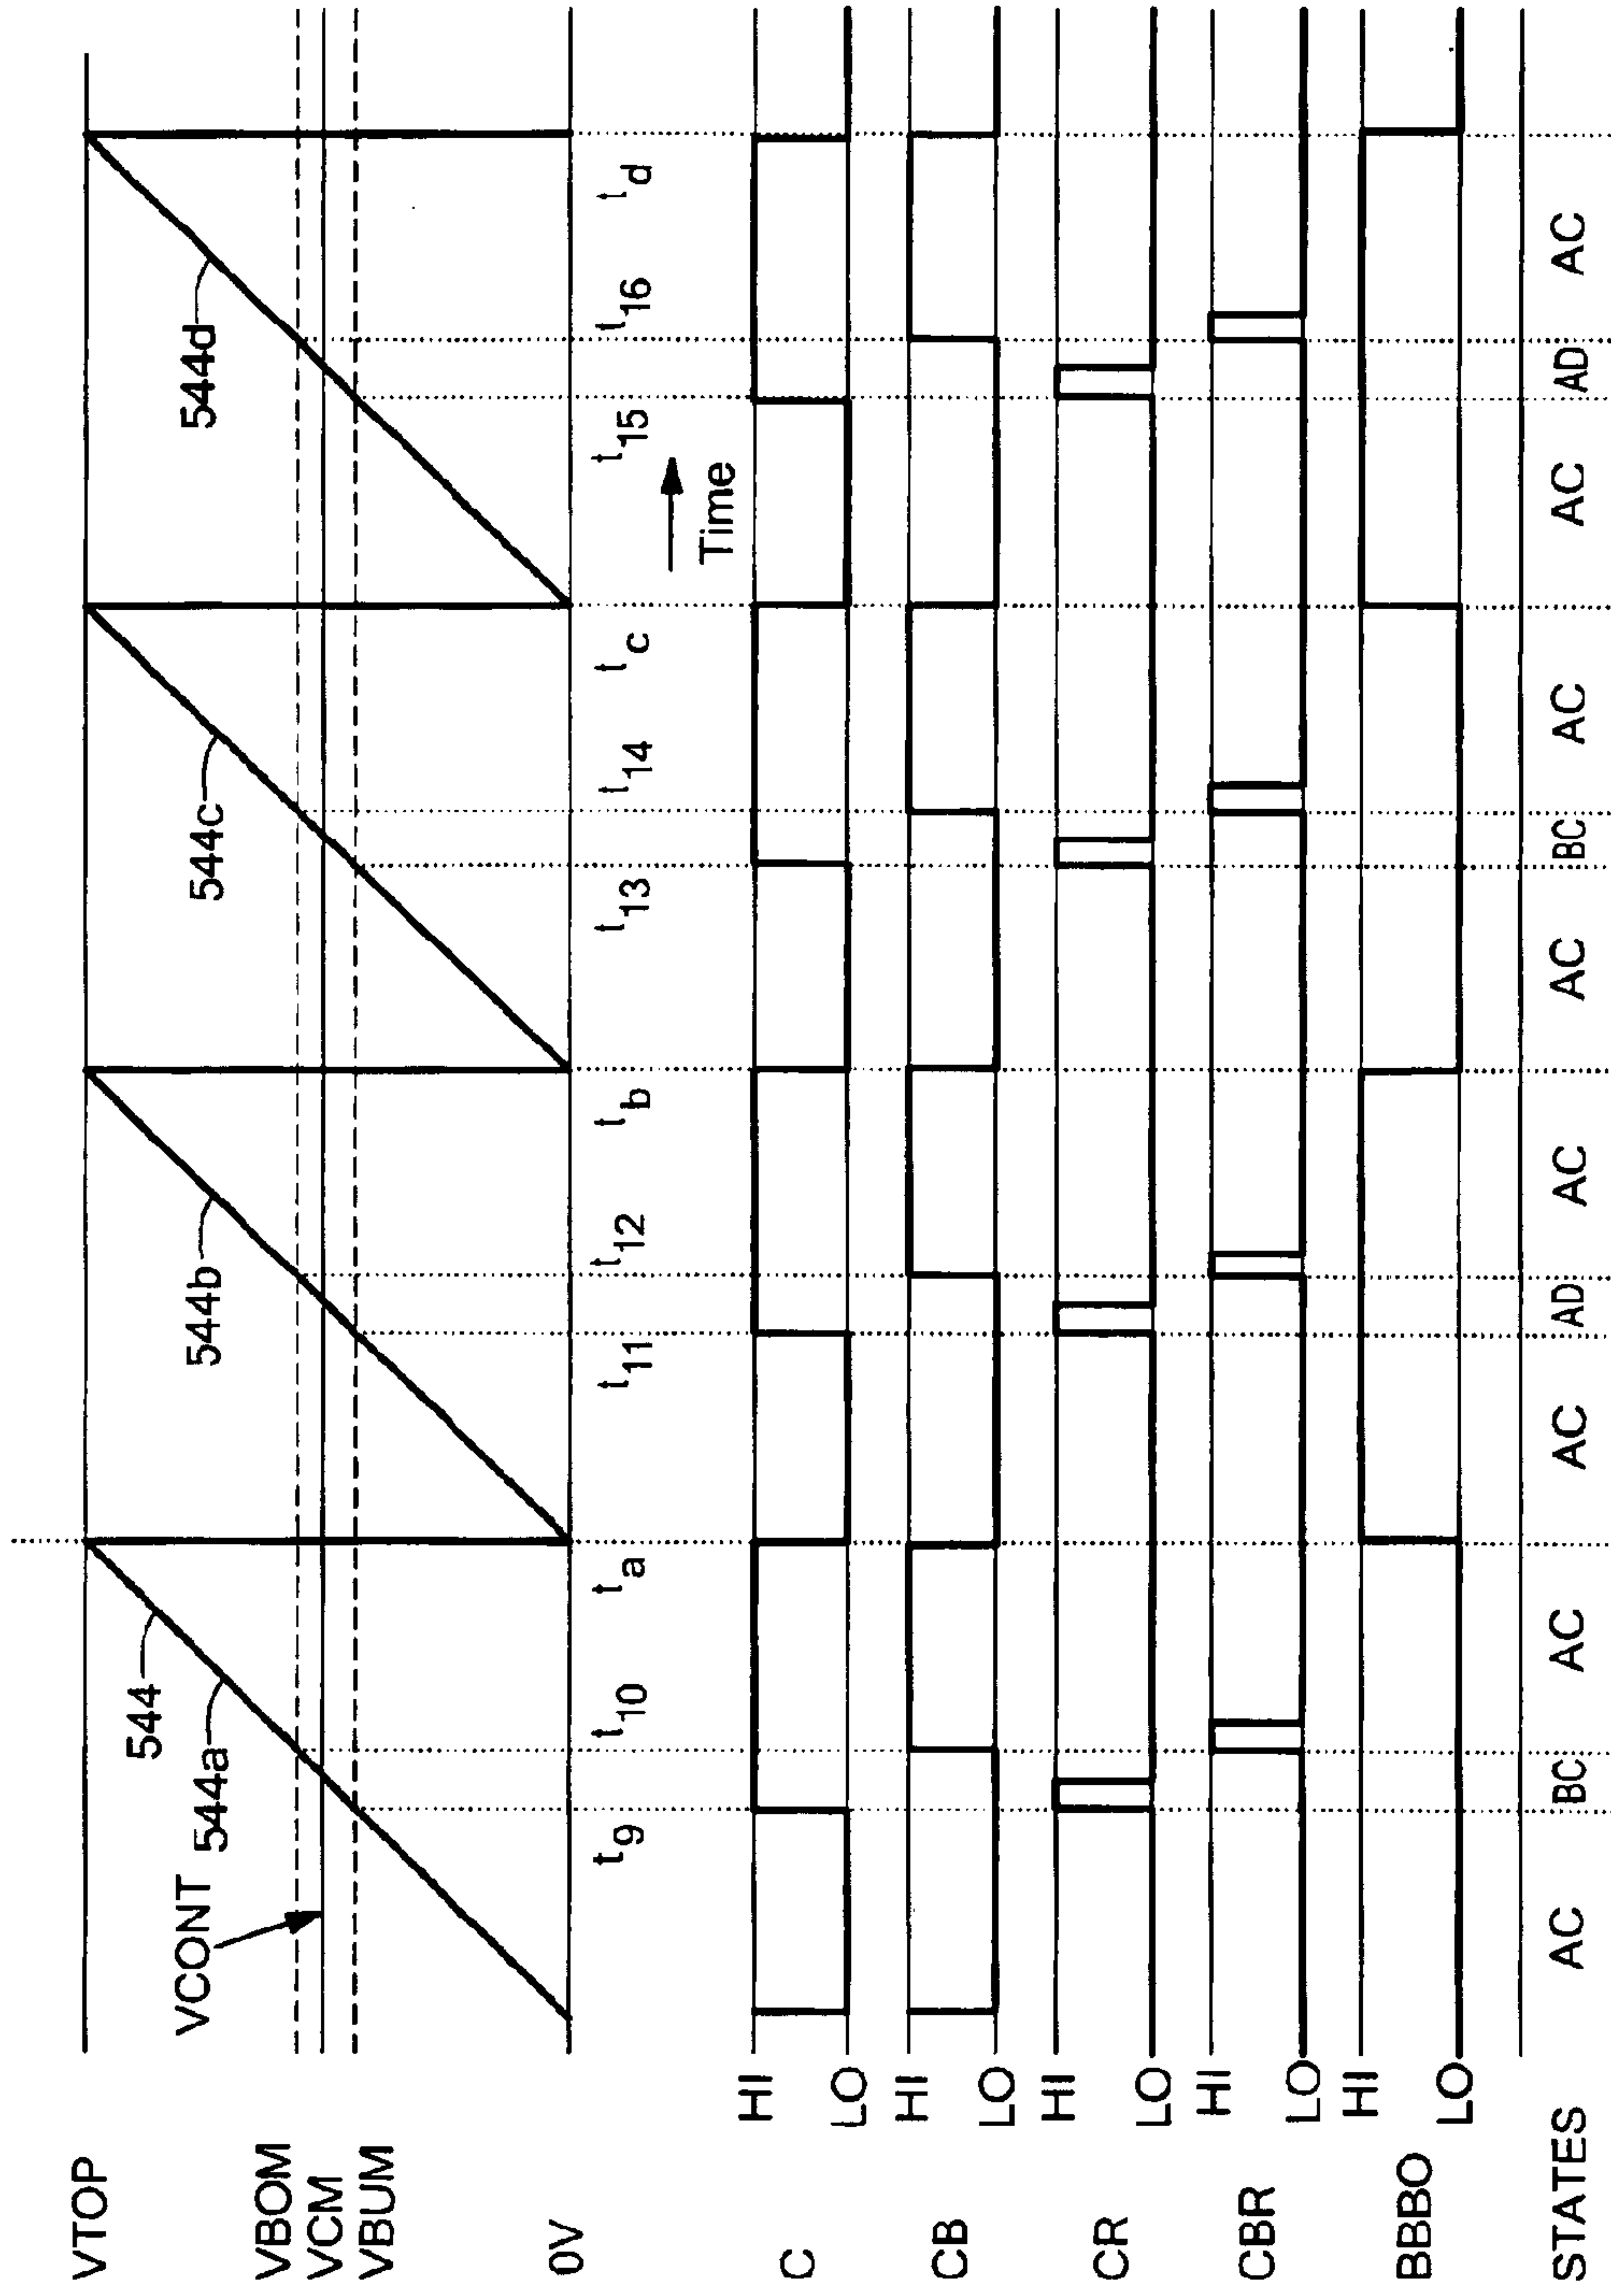 VTOP
544
544a
544b
544c
544d
VCONT
VBOM
VCM
VBUM
0V
t9 t10 ta t11 t12 tb t13 t14 tc t15 t16 td
Time
C HI
LO
CB HI
LO
CR HI
LO
CBR HI
LO
BBBO HI
LO
STATES AC BC AC AC AD AC AC BC AC AC AD AC